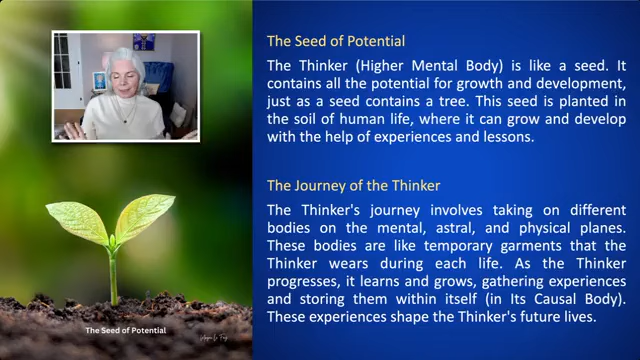 The Seed of Potential
The Thinker (Higher Mental Body) is like a seed. It
contains all the potential for growth and development,
just as a seed contains a tree. This seed is planted in
the soil of human life, where it can grow and develop
with the help of experiences and lessons.
The Journey of the Thinker
The Thinker's journey involves taking on different
bodies on the mental, astral, and physical planes.
These bodies are like temporary garments that the
Thinker wears during each life. As the Thinker
progresses, it learns and grows, gathering experiences
and storing them within itself (in Its Causal Body).
These experiences shape the Thinker's future lives.
The Seed of Potential